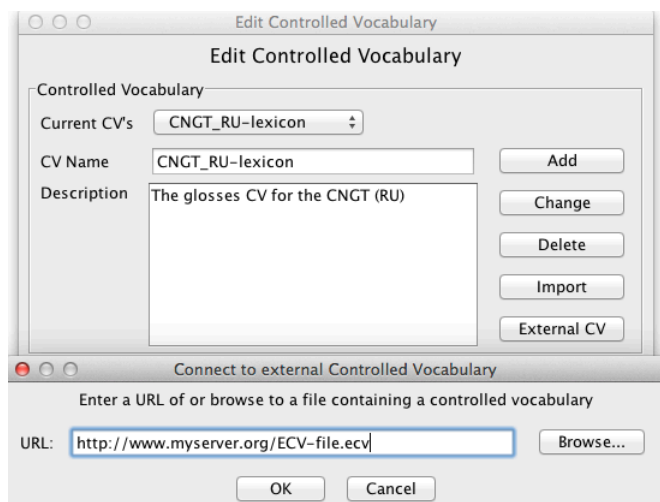 Edit Controlled Vocabulary
Edit Controlled Vocabulary
Controlled Vocabulary
Current CV's CNGT_RU-lexicon
CV Name CNGT_RU-lexicon Add
Description The glosses CV for the CNGT (RU) Change
Delete
Import
External CV
Connect to external Controlled Vocabulary
Enter a URL of or browse to a file containing a controlled vocabulary
URL: http://www.myserver.org/ECV-file.ecv Browse...
OK Cancel